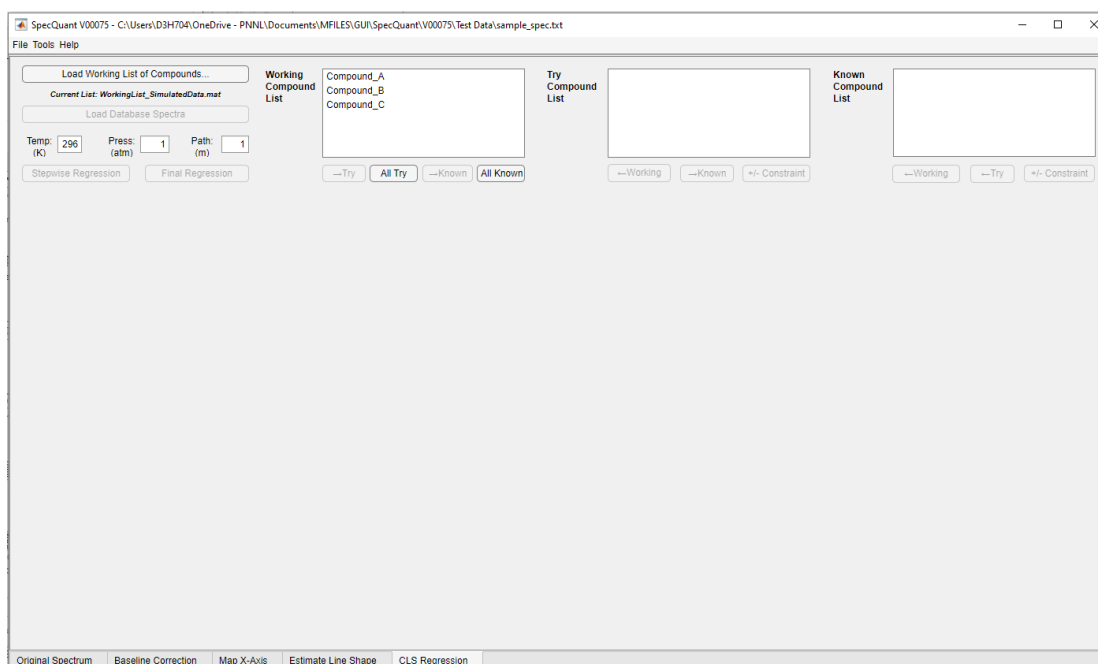 SpecQuant V00075 - C:\Users\D3H704\OneDrive - PNNL\Documents\MFILES\GUI\SpecQuant\V00075\Test Data\sample_spec.txt
File Tools Help
Load Working List of Compounds...
Current List: WorkingList_SimulatedData.mat
Load Database Spectra
Temp: (K) 296 Press: (atm) 1 Path: (m) 1
Stepwise Regression Final Regression
Working
Compound
List
Compound_A
Compound_B
Compound_C
→Try All Try →Known All Known
Try
Compound
List
←Working →Known +/- Constraint
Known
Compound
List
←Working ←Try +/- Constraint
Original Spectrum Baseline Correction Map X-Axis Estimate Line Shape CLS Regression